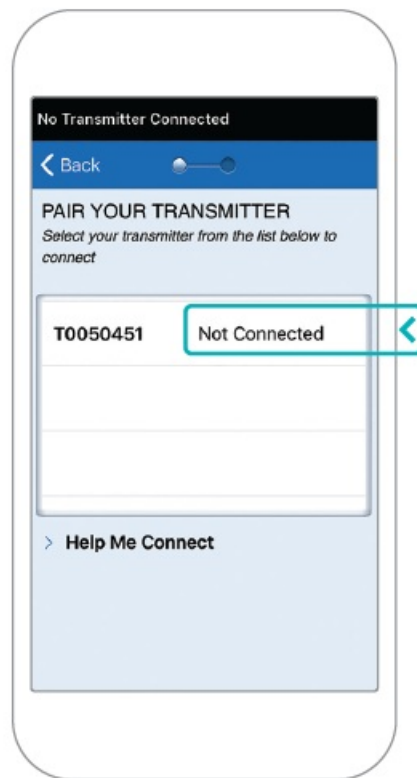 No Transmitter Connected
Back
PAIR YOUR TRANSMITTER
Select your transmitter from the list below to
connect
T0050451 Not Connected
Help Me Connect